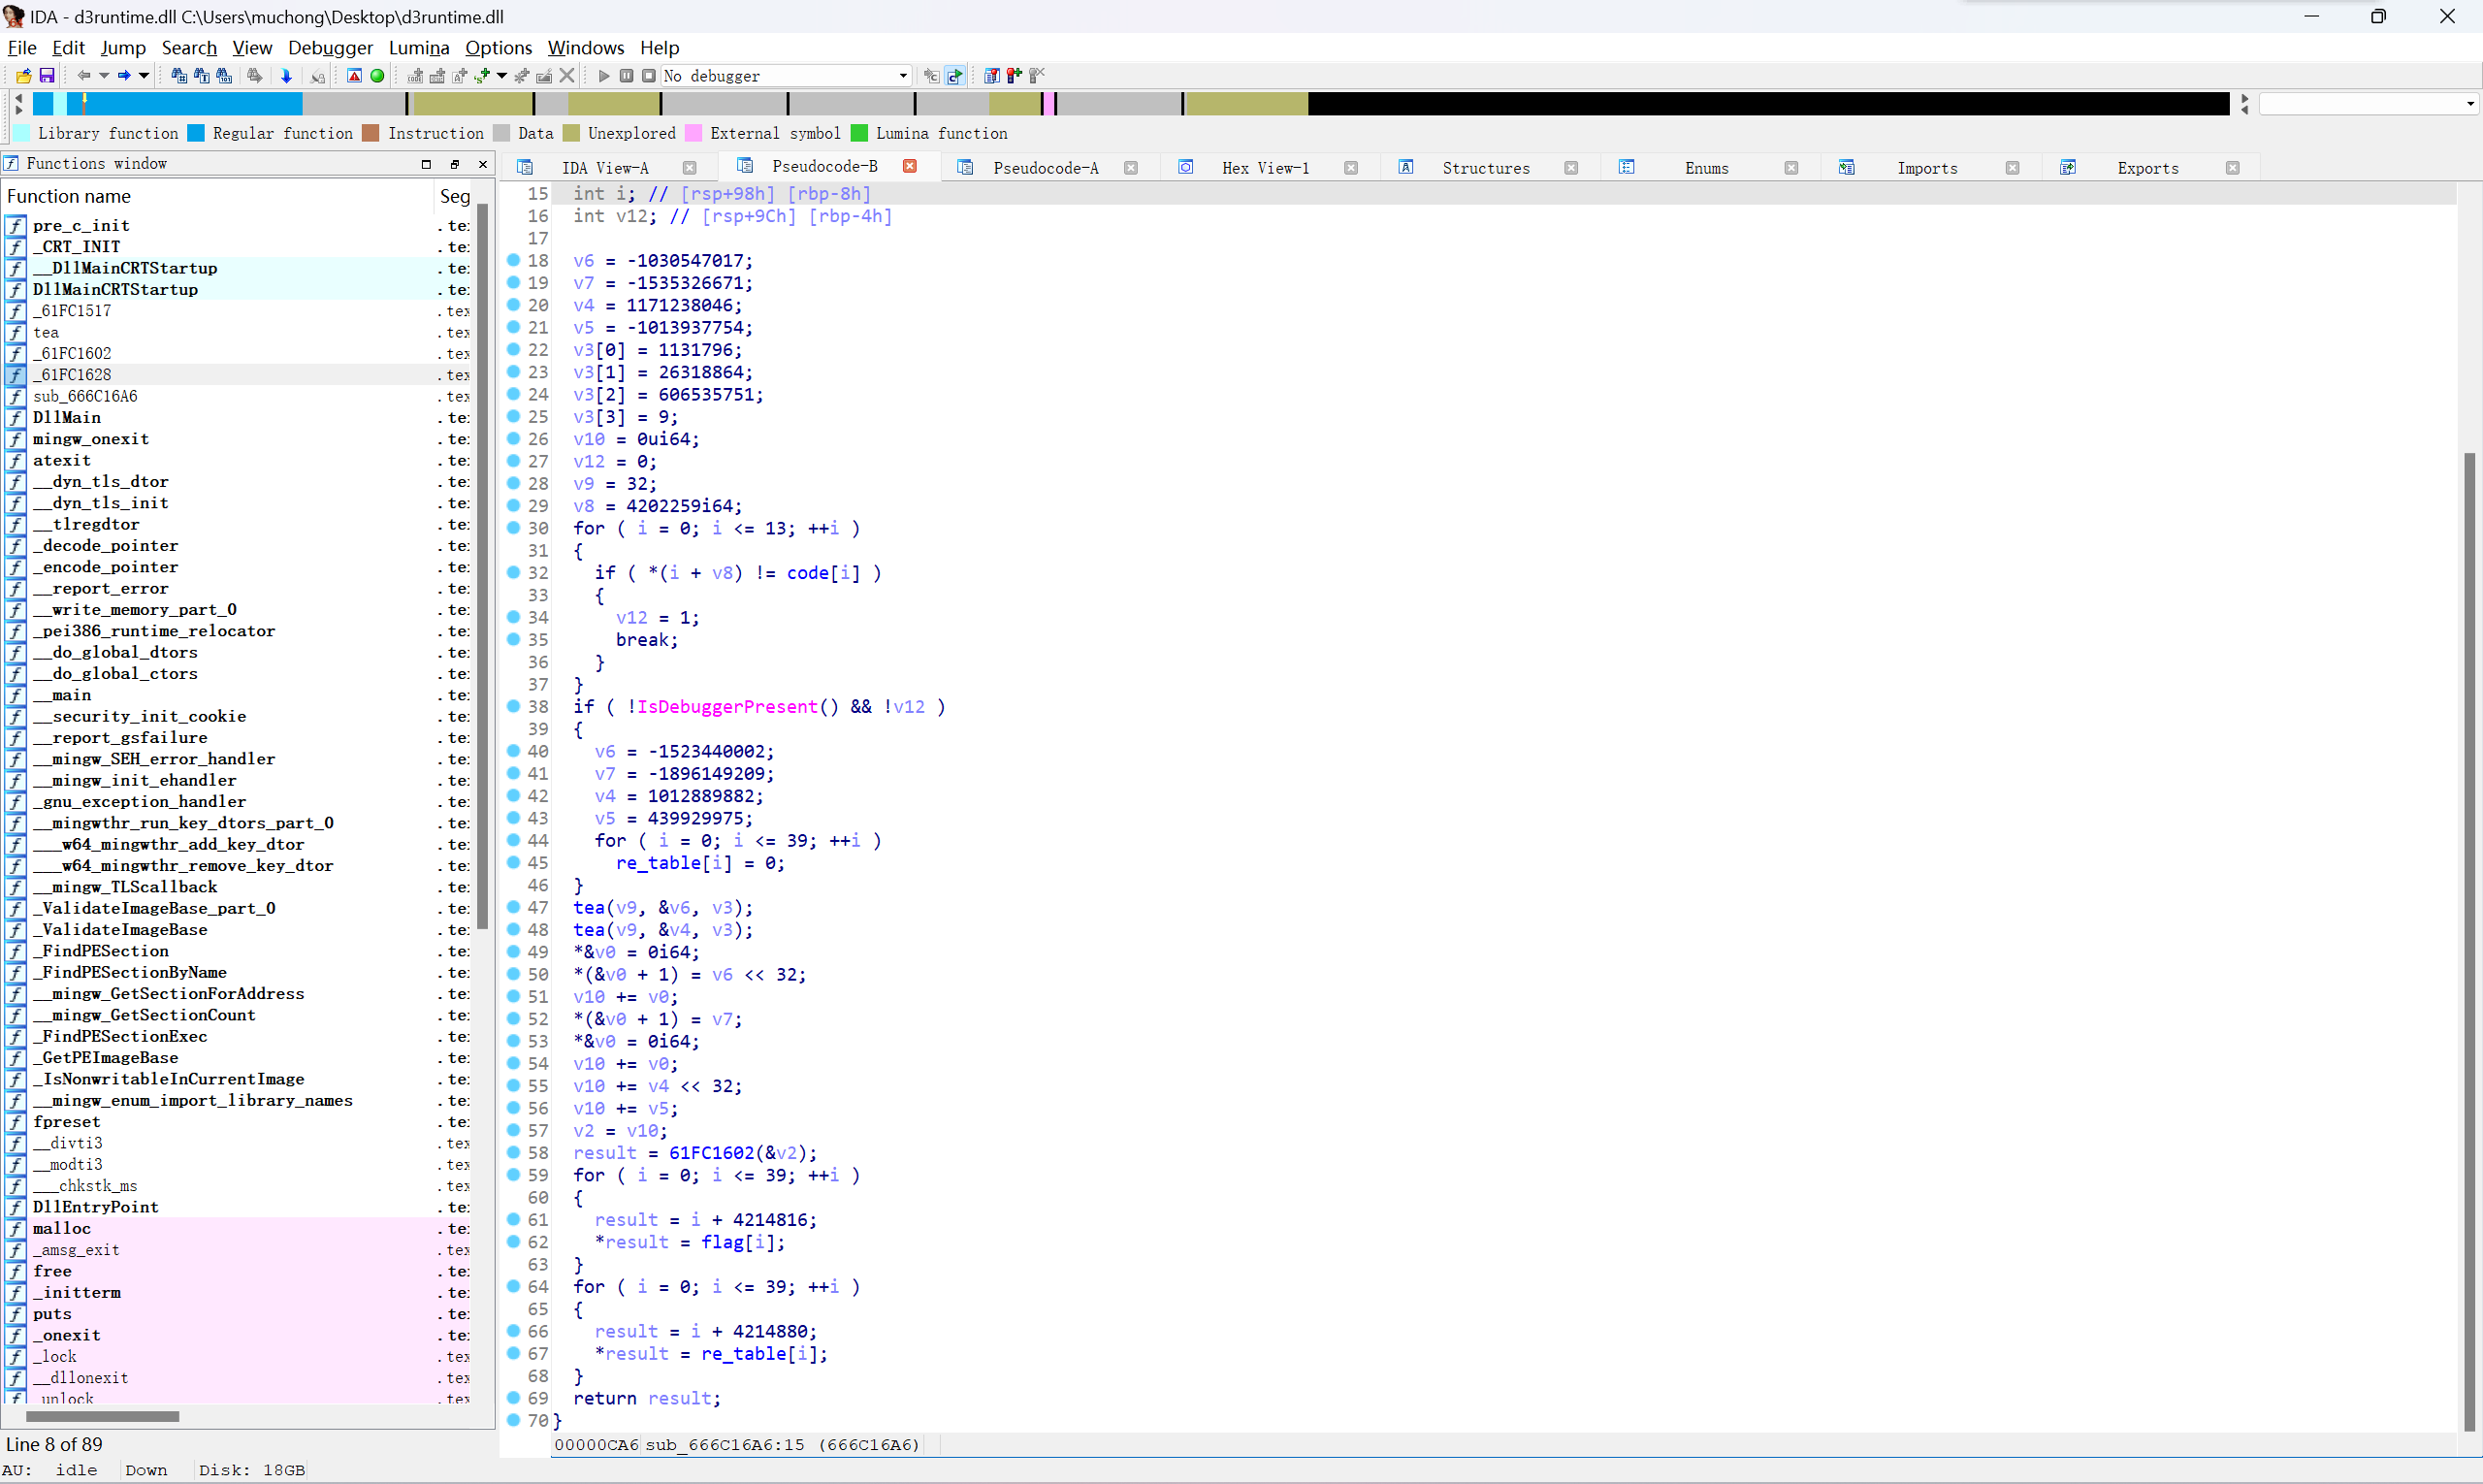 IDA - d3runtime.dll C:\Users\muchong\Desktop\d3runtime.dll
File Edit Jump Search View Debugger Lumina Options Windows Help
No debugger
Library function Regular function Instruction Data Unexplored External symbol Lumina function
Functions window
IDA View-A Pseudocode-B Pseudocode-A Hex View-1 Structures Enums Imports Exports
Function name Seg
pre_c_init .te
_CRT_INIT .te
__DllMainCRTStartup .te
DllMainCRTStartup .te
_61FC1517 .tex
tea .tex
_61FC1602 .tex
_61FC1628 .tex
sub_666C16A6 .tex
DllMain .te
mingw_onexit .te
atexit .te
__dyn_tls_dtor .te
__dyn_tls_init .te
__tlregdtor .te
_decode_pointer .te
_encode_pointer .te
__report_error .te
__write_memory_part_0 .te
_pei386_runtime_relocator .te
__do_global_dtors .te
__do_global_ctors .te
__main .te
__security_init_cookie .te
__report_gsfailure .te
__mingw_SEH_error_handler .te
__mingw_init_ehandler .te
_gnu_exception_handler .te
__mingwthr_run_key_dtors_part_0 .te
___w64_mingwthr_add_key_dtor .te
___w64_mingwthr_remove_key_dtor .te
__mingw_TLScallback .te
_ValidateImageBase_part_0 .te
_ValidateImageBase .te
_FindPESection .te
_FindPESectionByName .te
__mingw_GetSectionForAddress .te
__mingw_GetSectionCount .te
_FindPESectionExec .te
_GetPEImageBase .te
_IsNonwritableInCurrentImage .te
__mingw_enum_import_library_names .te
fpreset .te
__divti3 .tex
__modti3 .tex
___chkstk_ms .tex
DllEntryPoint .te
malloc .te
_amsg_exit .tex
free .te
_initterm .te
puts .te
_onexit .te
_lock .tex
__dllonexit .tex
_unlock .tex
Line 8 of 89
15 int i; // [rsp+98h] [rbp-8h]
16 int v12; // [rsp+9Ch] [rbp-4h]
17
18 v6 = -1030547017;
19 v7 = -1535326671;
20 v4 = 1171238046;
21 v5 = -1013937754;
22 v3[0] = 1131796;
23 v3[1] = 26318864;
24 v3[2] = 606535751;
25 v3[3] = 9;
26 v10 = 0ui64;
27 v12 = 0;
28 v9 = 32;
29 v8 = 4202259i64;
30 for ( i = 0; i <= 13; ++i )
31 {
32 if ( *(i + v8) != code[i] )
33 {
34 v12 = 1;
35 break;
36 }
37 }
38 if ( !IsDebuggerPresent() && !v12 )
39 {
40 v6 = -1523440002;
41 v7 = -1896149209;
42 v4 = 1012889882;
43 v5 = 439929975;
44 for ( i = 0; i <= 39; ++i )
45 re_table[i] = 0;
46 }
47 tea(v9, &v6, v3);
48 tea(v9, &v4, v3);
49 *&v0 = 0i64;
50 *(&v0 + 1) = v6 << 32;
51 v10 += v0;
52 *(&v0 + 1) = v7;
53 *&v0 = 0i64;
54 v10 += v0;
55 v10 += v4 << 32;
56 v10 += v5;
57 v2 = v10;
58 result = 61FC1602(&v2);
59 for ( i = 0; i <= 39; ++i )
60 {
61 result = i + 4214816;
62 *result = flag[i];
63 }
64 for ( i = 0; i <= 39; ++i )
65 {
66 result = i + 4214880;
67 *result = re_table[i];
68 }
69 return result;
70 }
00000CA6 sub_666C16A6:15 (666C16A6)
AU: idle Down Disk: 18GB